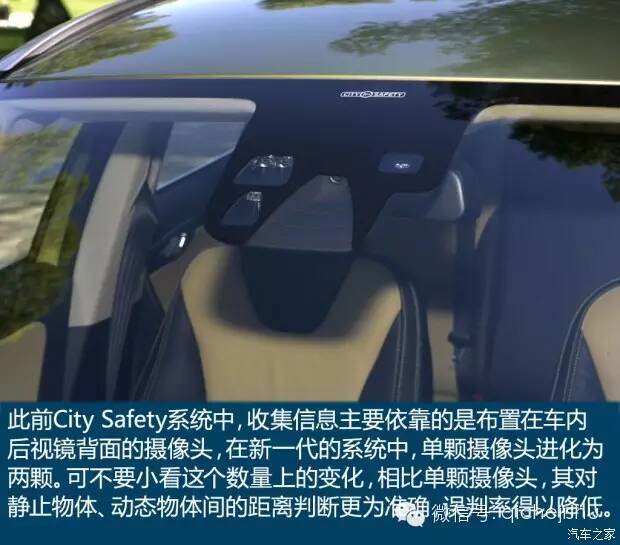 CITY SAFETY
此前City Safety系统中，收集信息主要依靠的是布置在车内
后视镜背面的摄像头，在新一代的系统中，单颗摄像头进化为
两颗。可不要小看这个数量上的变化，相比单颗摄像头，其对
静止物体、动态物体间的距离判断更为准确，误判率得以降低。
微信号:
汽车之家